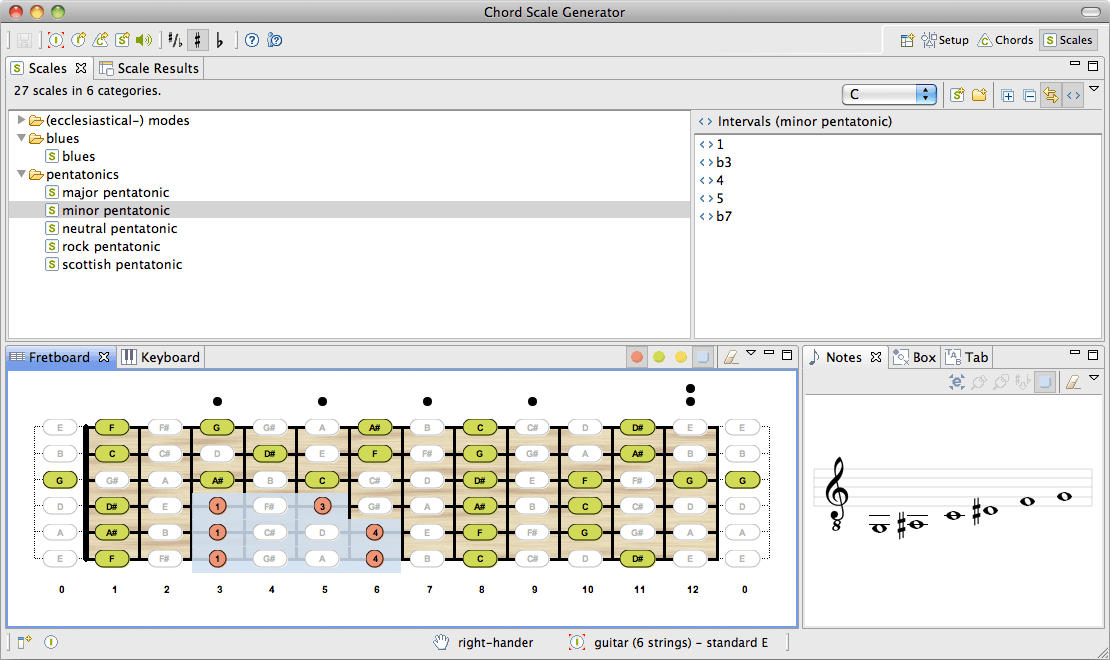 Chord Scale Generator
Setup Chords Scales
Scales Scale Results
27 scales in 6 categories.
C
(ecclesiastical-) modes
blues
blues
pentatonics
major pentatonic
minor pentatonic
neutral pentatonic
rock pentatonic
scottish pentatonic
Intervals (minor pentatonic)
1
b3
4
5
b7
Fretboard Keyboard
E F F# G G# A A# B C C# D D# E E
B C C# D D# E F F# G G# A A# B B
G G# A A# B C C# D D# E F F# G G
D D# E 1 F# 3 G# A A# B C C# D D
A A# B 1 C# D 4 E F F# G G# A A
E F F# 1 G# A 4 B C C# D D# E E
0 1 2 3 4 5 6 7 8 9 10 11 12 0
Notes Box Tab
8
right-hander guitar (6 strings) - standard E